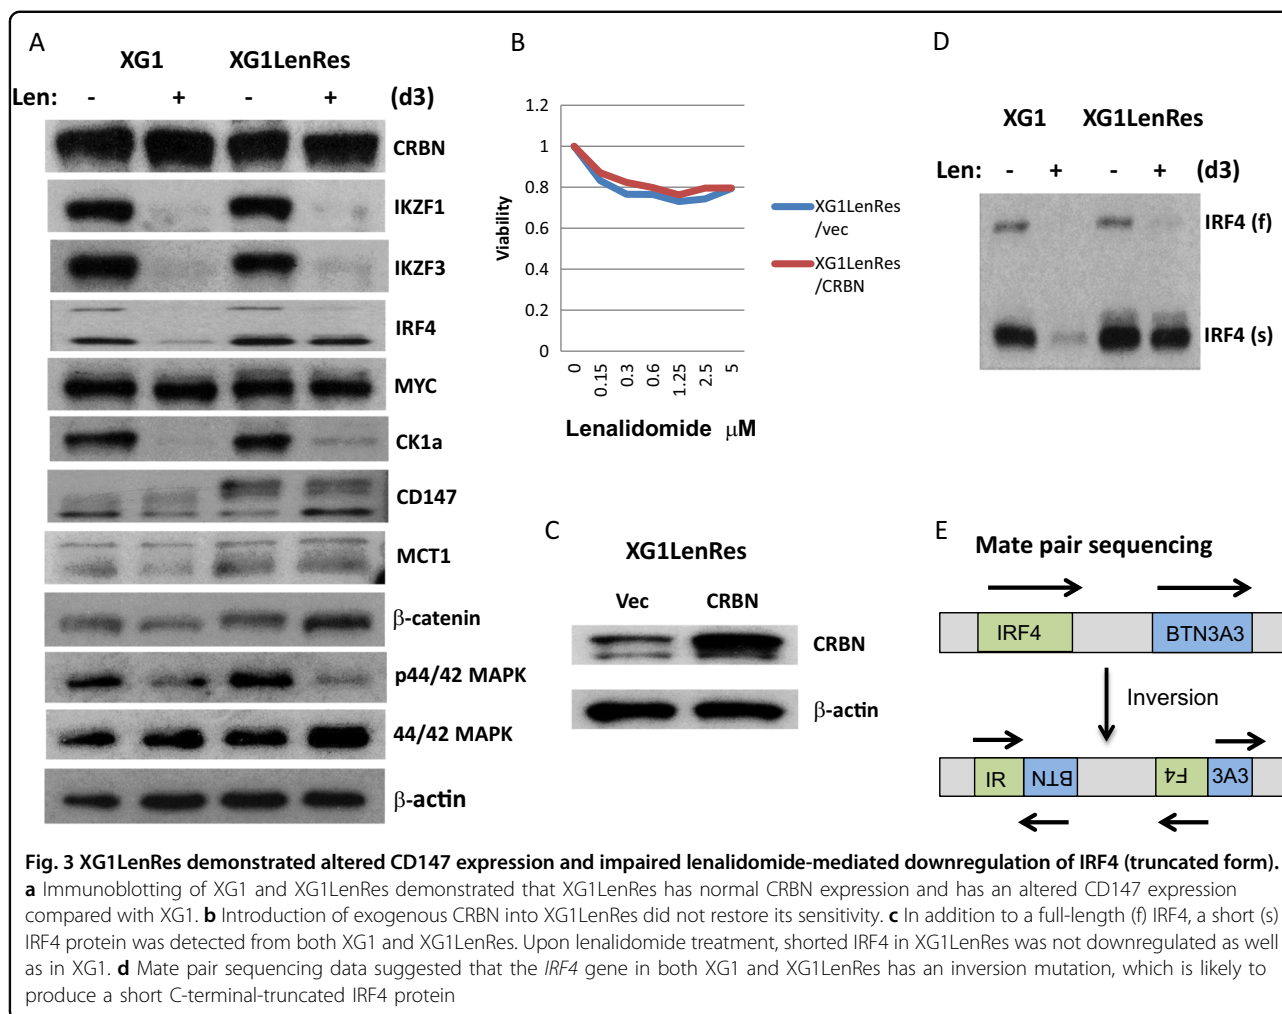 A
XG1 XG1LenRes
Len: - + - + (d3)
CRBN
IKZF1
IKZF3
IRF4
MYC
CK1a
CD147
MCT1
β-catenin
p44/42 MAPK
44/42 MAPK
β-actin
B
1.2
1
0.8
0.6
0.4
0.2
0
Viability
0 0.15 0.3 0.6 1.25 2.5 5
Lenalidomide μM
XG1LenRes
/vec
XG1LenRes
/CRBN
C
XG1LenRes
Vec CRBN
CRBN
β-actin
D
XG1 XG1LenRes
Len: - + - + (d3)
IRF4 (f)
IRF4 (s)
E
Mate pair sequencing
IRF4 BTN3A3
Inversion
IR BTN F4 3A3
Fig. 3 XG1LenRes demonstrated altered CD147 expression and impaired lenalidomide-mediated downregulation of IRF4 (truncated form).
a Immunoblotting of XG1 and XG1LenRes demonstrated that XG1LenRes has normal CRBN expression and has an altered CD147 expression
compared with XG1. b Introduction of exogenous CRBN into XG1LenRes did not restore its sensitivity. c In addition to a full-length (f) IRF4, a short (s)
IRF4 protein was detected from both XG1 and XG1LenRes. Upon lenalidomide treatment, shorted IRF4 in XG1LenRes was not downregulated as well
as in XG1. d Mate pair sequencing data suggested that the IRF4 gene in both XG1 and XG1LenRes has an inversion mutation, which is likely to
produce a short C-terminal-truncated IRF4 protein